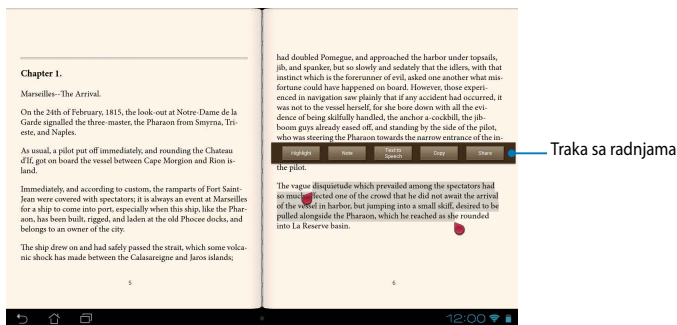 Chapter 1.
Marseilles--The Arrival.
On the 24th of February, 1815, the look-out at Notre-Dame de la
Garde signalled the three-master, the Pharaon from Smyrna, Tri-
este, and Naples.
As usual, a pilot put off immediately, and rounding the Chateau
d'If, got on board the vessel between Cape Morgion and Rion is-
land.
Immediately, and according to custom, the ramparts of Fort Saint-
Jean were covered with spectators; it is always an event at Marseilles
for a ship to come into port, especially when this ship, like the Phar-
aon, has been built, rigged, and laden at the old Phocee docks, and
belongs to an owner of the city.
The ship drew on and had safely passed the strait, which some volca-
nic shock has made between the Calasareigne and Jaros islands;
5
had doubled Pomegue, and approached the harbor under topsails,
jib, and spanker, but so slowly and sedately that the idlers, with that
instinct which is the forerunner of evil, asked one another what mis-
fortune could have happened on board. However, those experi-
enced in navigation saw plainly that if any accident had occurred, it
was not to the vessel herself, for she bore down with all the evi-
dence of being skilfully handled, the anchor a-cockbill, the jib-
boom guys already eased off, and standing by the side of the pilot,
who was steering the Pharaon towards the narrow entrance of the in-
Highlight
Note
Text to
Speech
Copy
Share
the pilot.
The vague disquietude which prevailed among the spectators had
so much affected one of the crowd that he did not await the arrival
of the vessel in harbor, but jumping into a small skiff, desired to be
pulled alongside the Pharaon, which he reached as she rounded
into La Reserve basin.
6
Traka sa radnjama
12:00